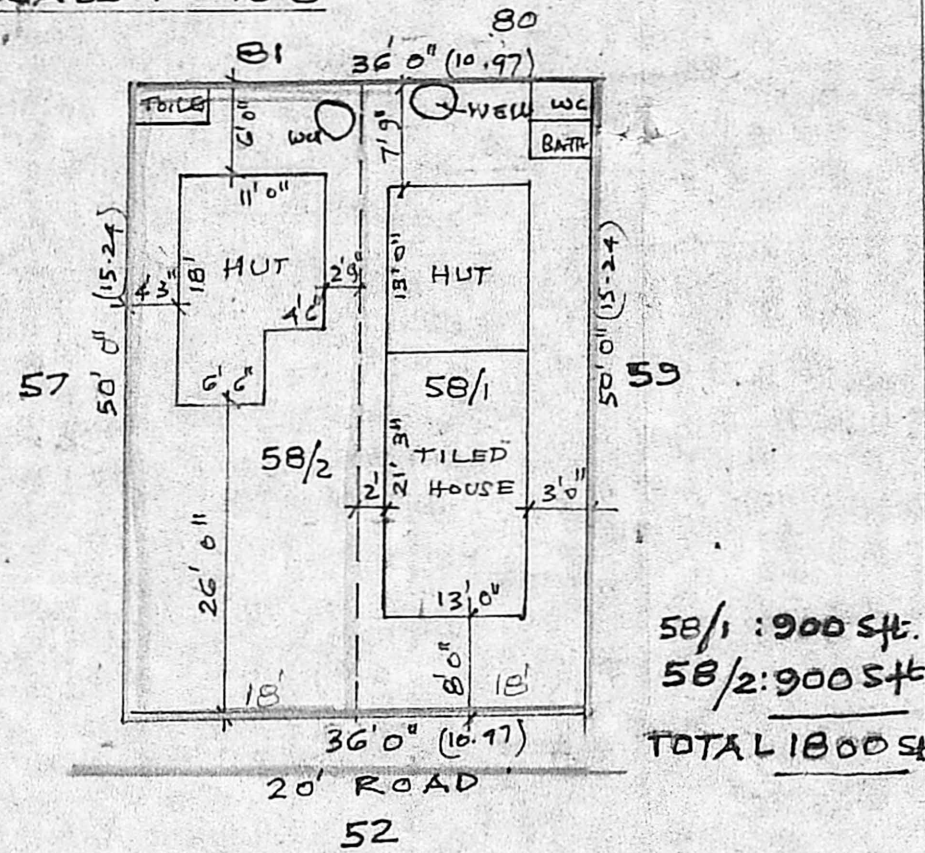 80
81
36' 0" (10.97)
TOILET
WELL
WC
BATH
6' 0"
7' 9"
11' 0"
50' 0" (15.24)
4' 3"
18'
HUT
2' 9"
4' 6"
13' 0"
HUT
50' 0" (15.24)
57
59
6' 6"
58/1
58/2
TILED
HOUSE
21' 3"
2'
3' 0"
26' 0"
13' 0"
8' 0"
18'
18'
36' 0" (10.97)
20' ROAD
52
58/1 : 900 Sft.
58/2: 900 Sft
TOTAL 1800 Sf